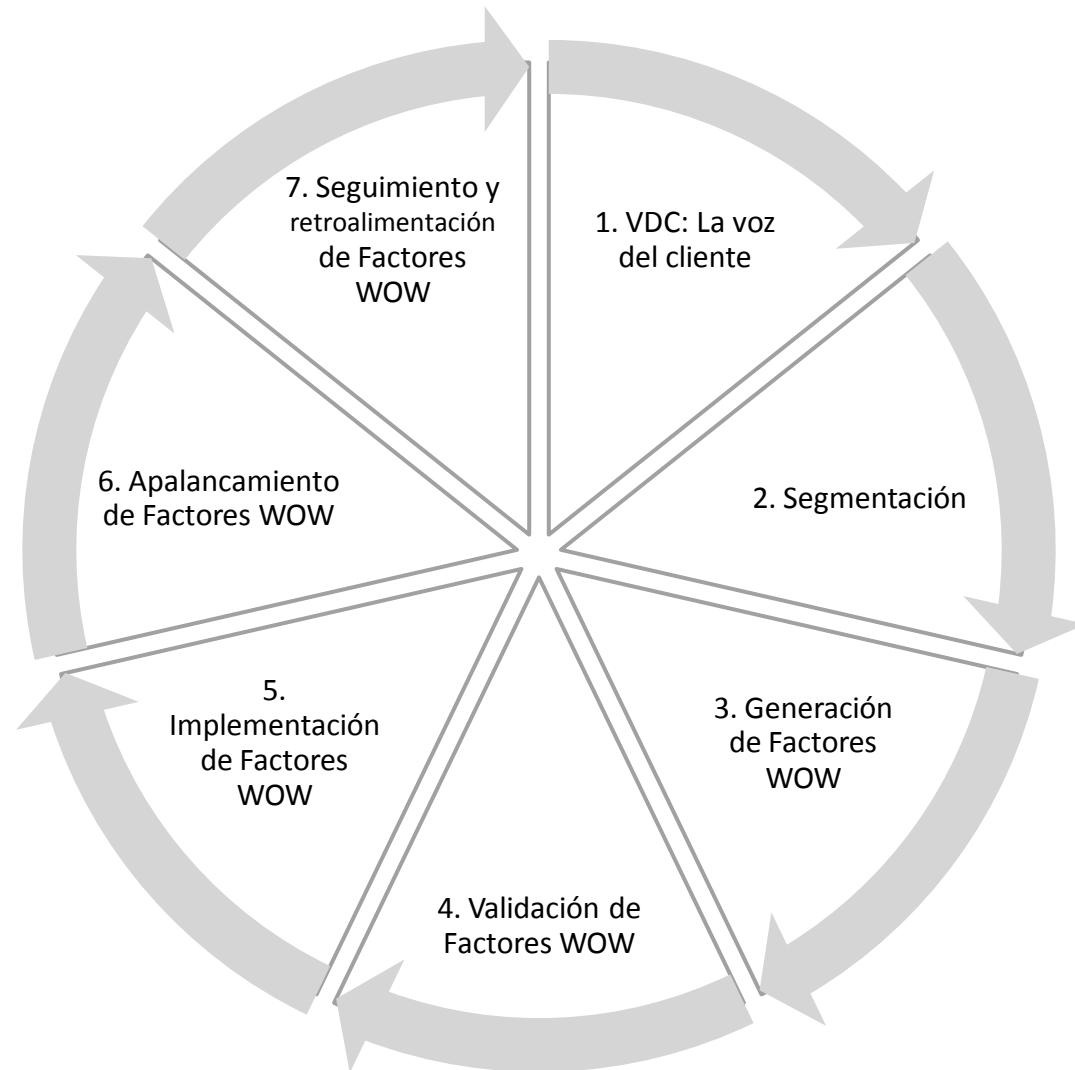 1. VDC: La voz
del cliente
2. Segmentación
3. Generación
de Factores
WOW
4. Validación de
Factores WOW
5.
Implementación
de Factores
WOW
6. Apalancamiento
de Factores WOW
7. Seguimiento y
retroalimentación
de Factores
WOW